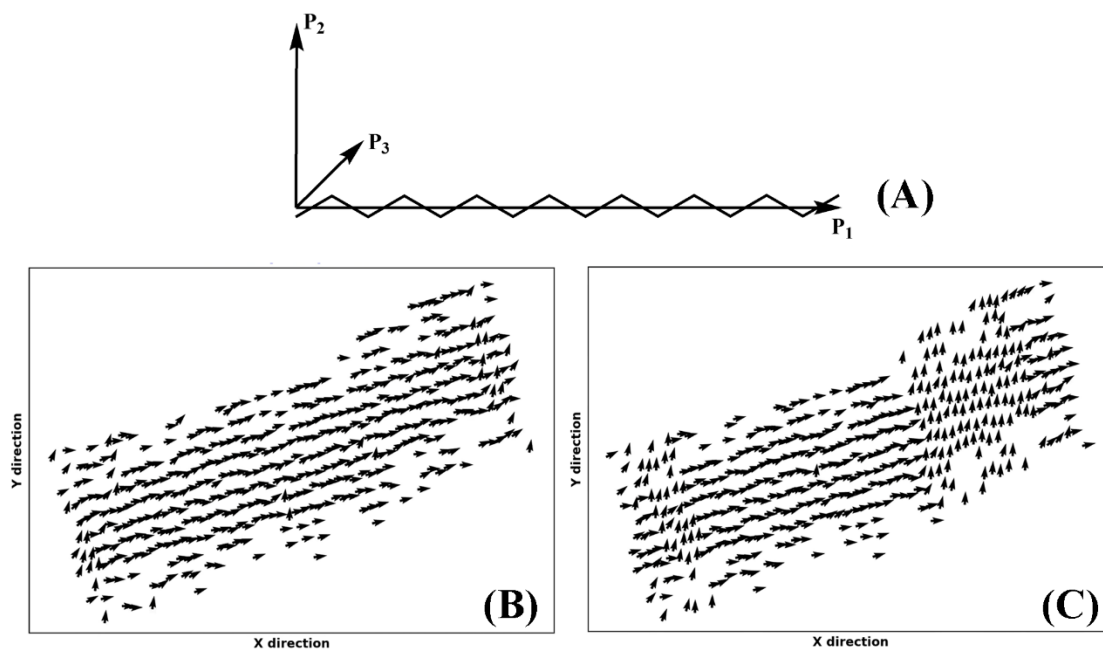 P2
P3
(A)
P1
Y direction
(B)
X direction
Y direction
(C)
X direction